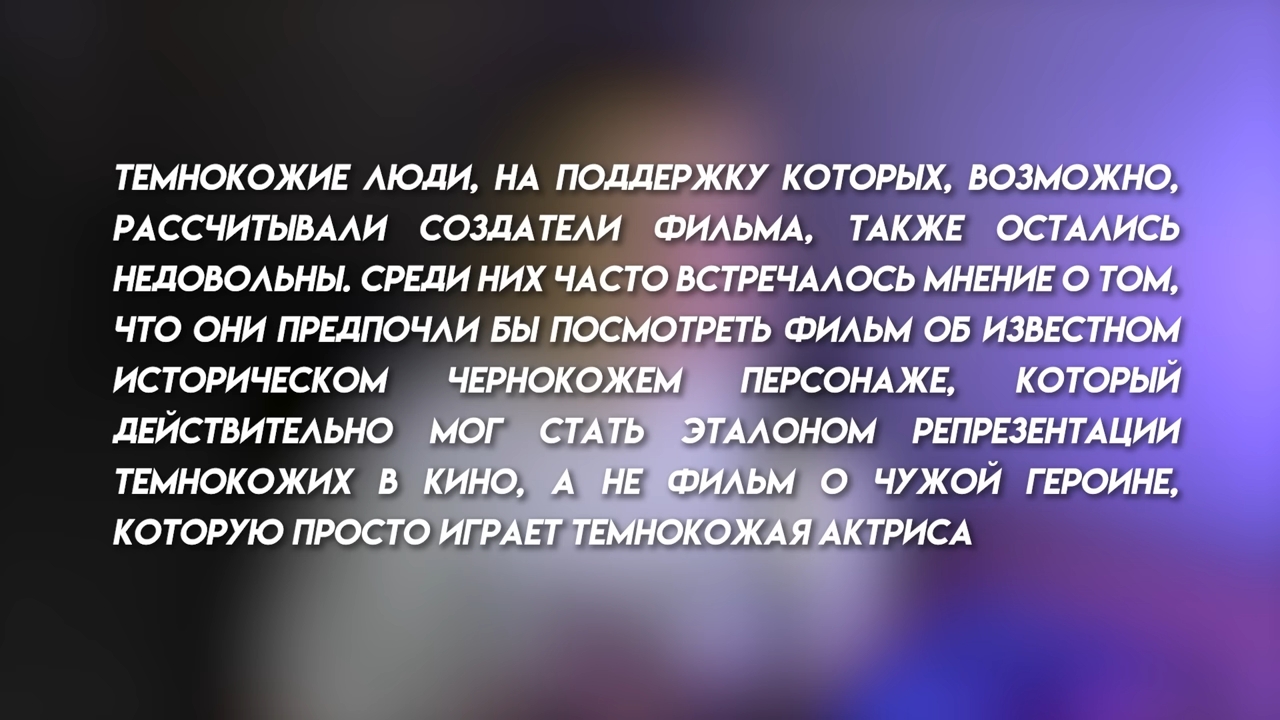 ТЕМНОКОЖИЕ ЛЮДИ, НА ПОДДЕРЖКУ КОТОРЫХ, ВОЗМОЖНО,
РАССЧИТЫВАЛИ СОЗДАТЕЛИ ФИЛЬМА, ТАКЖЕ ОСТАЛИСЬ
НЕДОВОЛЬНЫ. СРЕДИ НИХ ЧАСТО ВСТРЕЧАЛОСЬ МНЕНИЕ О ТОМ,
ЧТО ОНИ ПРЕДПОЧЛИ БЫ ПОСМОТРЕТЬ ФИЛЬМ ОБ ИЗВЕСТНОМ
ИСТОРИЧЕСКОМ ЧЕРНОКОЖЕМ ПЕРСОНАЖЕ, КОТОРЫЙ
ДЕЙСТВИТЕЛЬНО МОГ СТАТЬ ЭТАЛОНОМ РЕПРЕЗЕНТАЦИИ
ТЕМНОКОЖИХ В КИНО, А НЕ ФИЛЬМ О ЧУЖОЙ ГЕРОИНЕ,
КОТОРУЮ ПРОСТО ИГРАЕТ ТЕМНОКОЖАЯ АКТРИСА